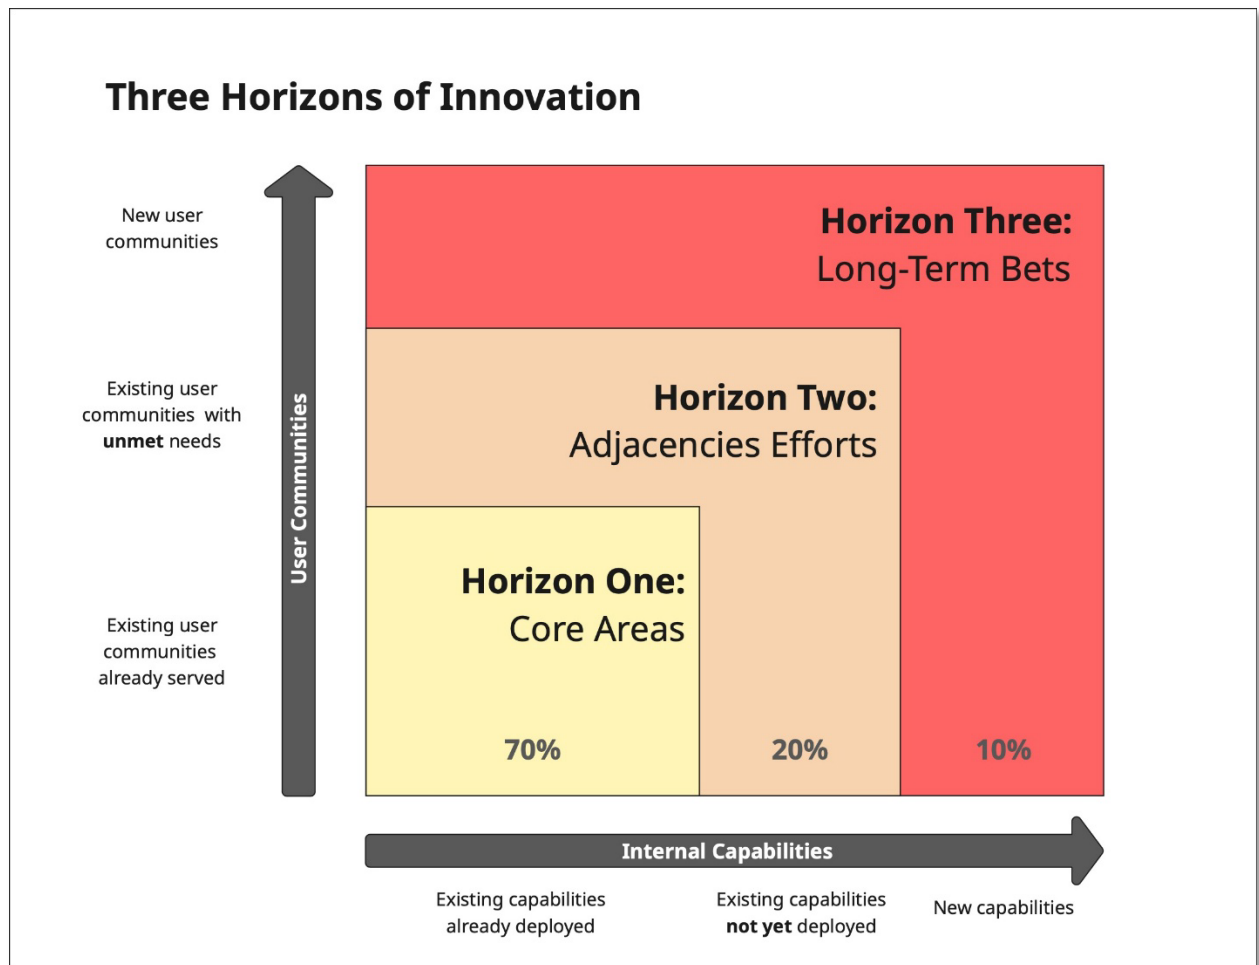 Three Horizons of Innovation
New user
communities
Existing user
communities with
unmet needs
Existing user
communities
already served
User Communities
Horizon Three:
Long-Term Bets
Horizon Two:
Adjacencies Efforts
Horizon One:
Core Areas
70%
20%
10%
Internal Capabilities
Existing capabilities
already deployed
Existing capabilities
not yet deployed
New capabilities